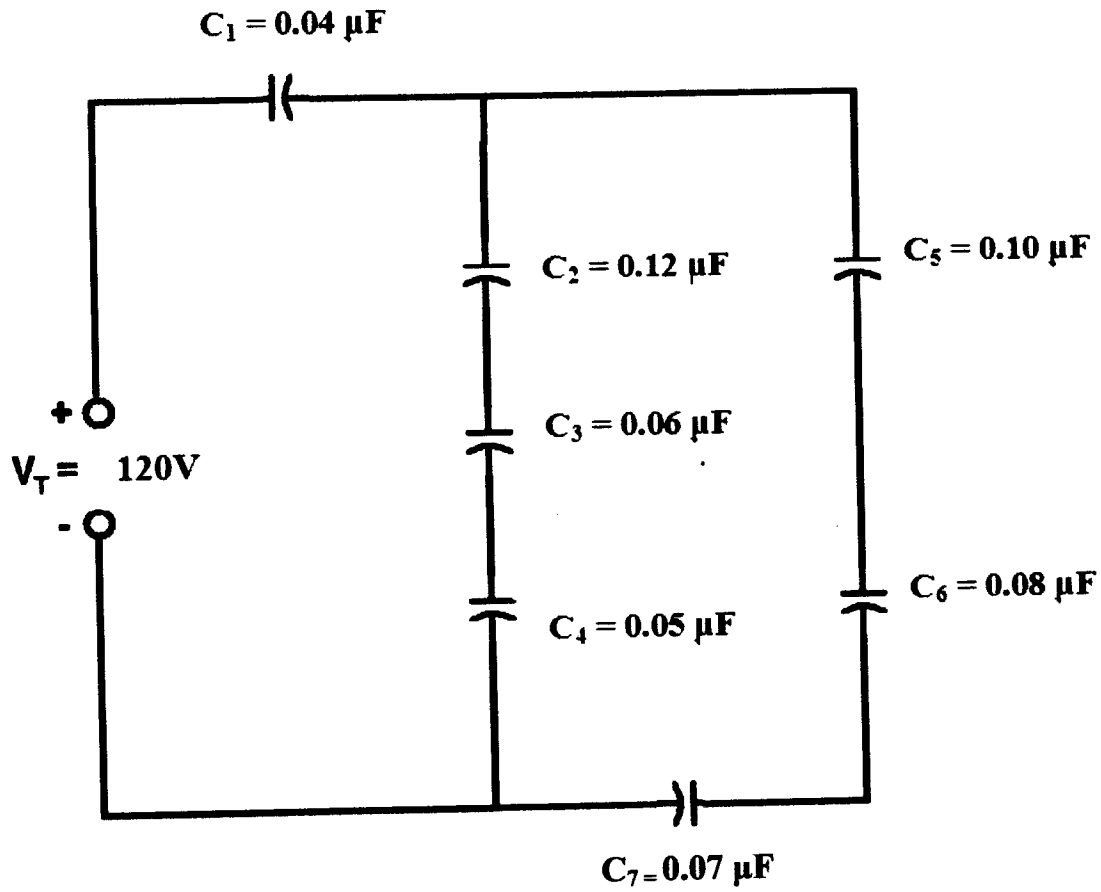 C₁ = 0.04 µF
C₂ = 0.12 µF
C₅ = 0.10 µF
+
C₃ = 0.06 µF
V_T = 120V
-
C₆ = 0.08 µF
C₄ = 0.05 µF
C₇ = 0.07 µF